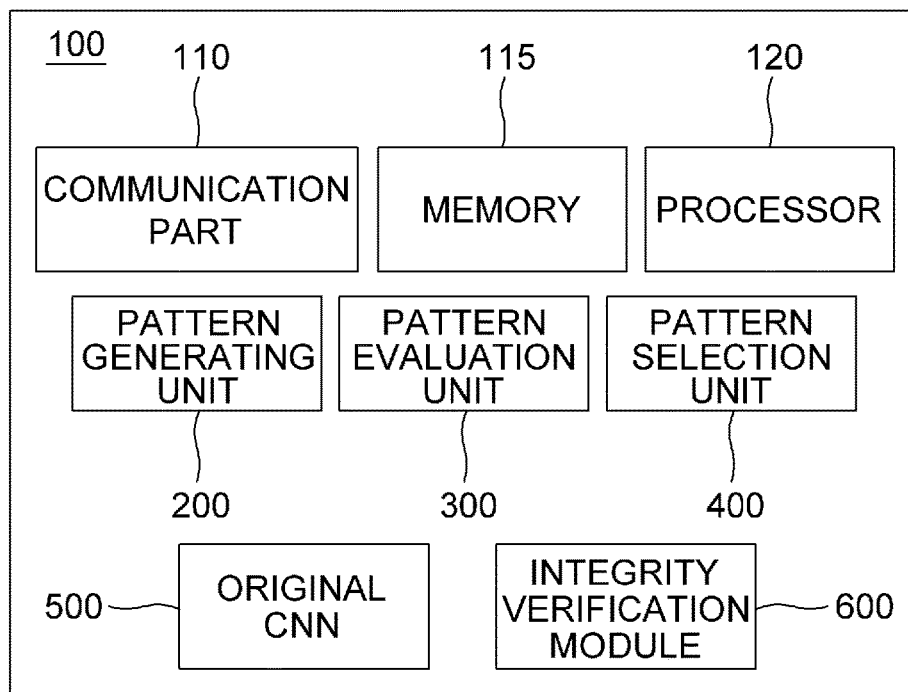 100
110 115 120
COMMUNICATION PART
MEMORY
PROCESSOR
PATTERN GENERATING UNIT
PATTERN EVALUATION UNIT
PATTERN SELECTION UNIT
200 300 400
500
ORIGINAL CNN
INTEGRITY VERIFICATION MODULE
600